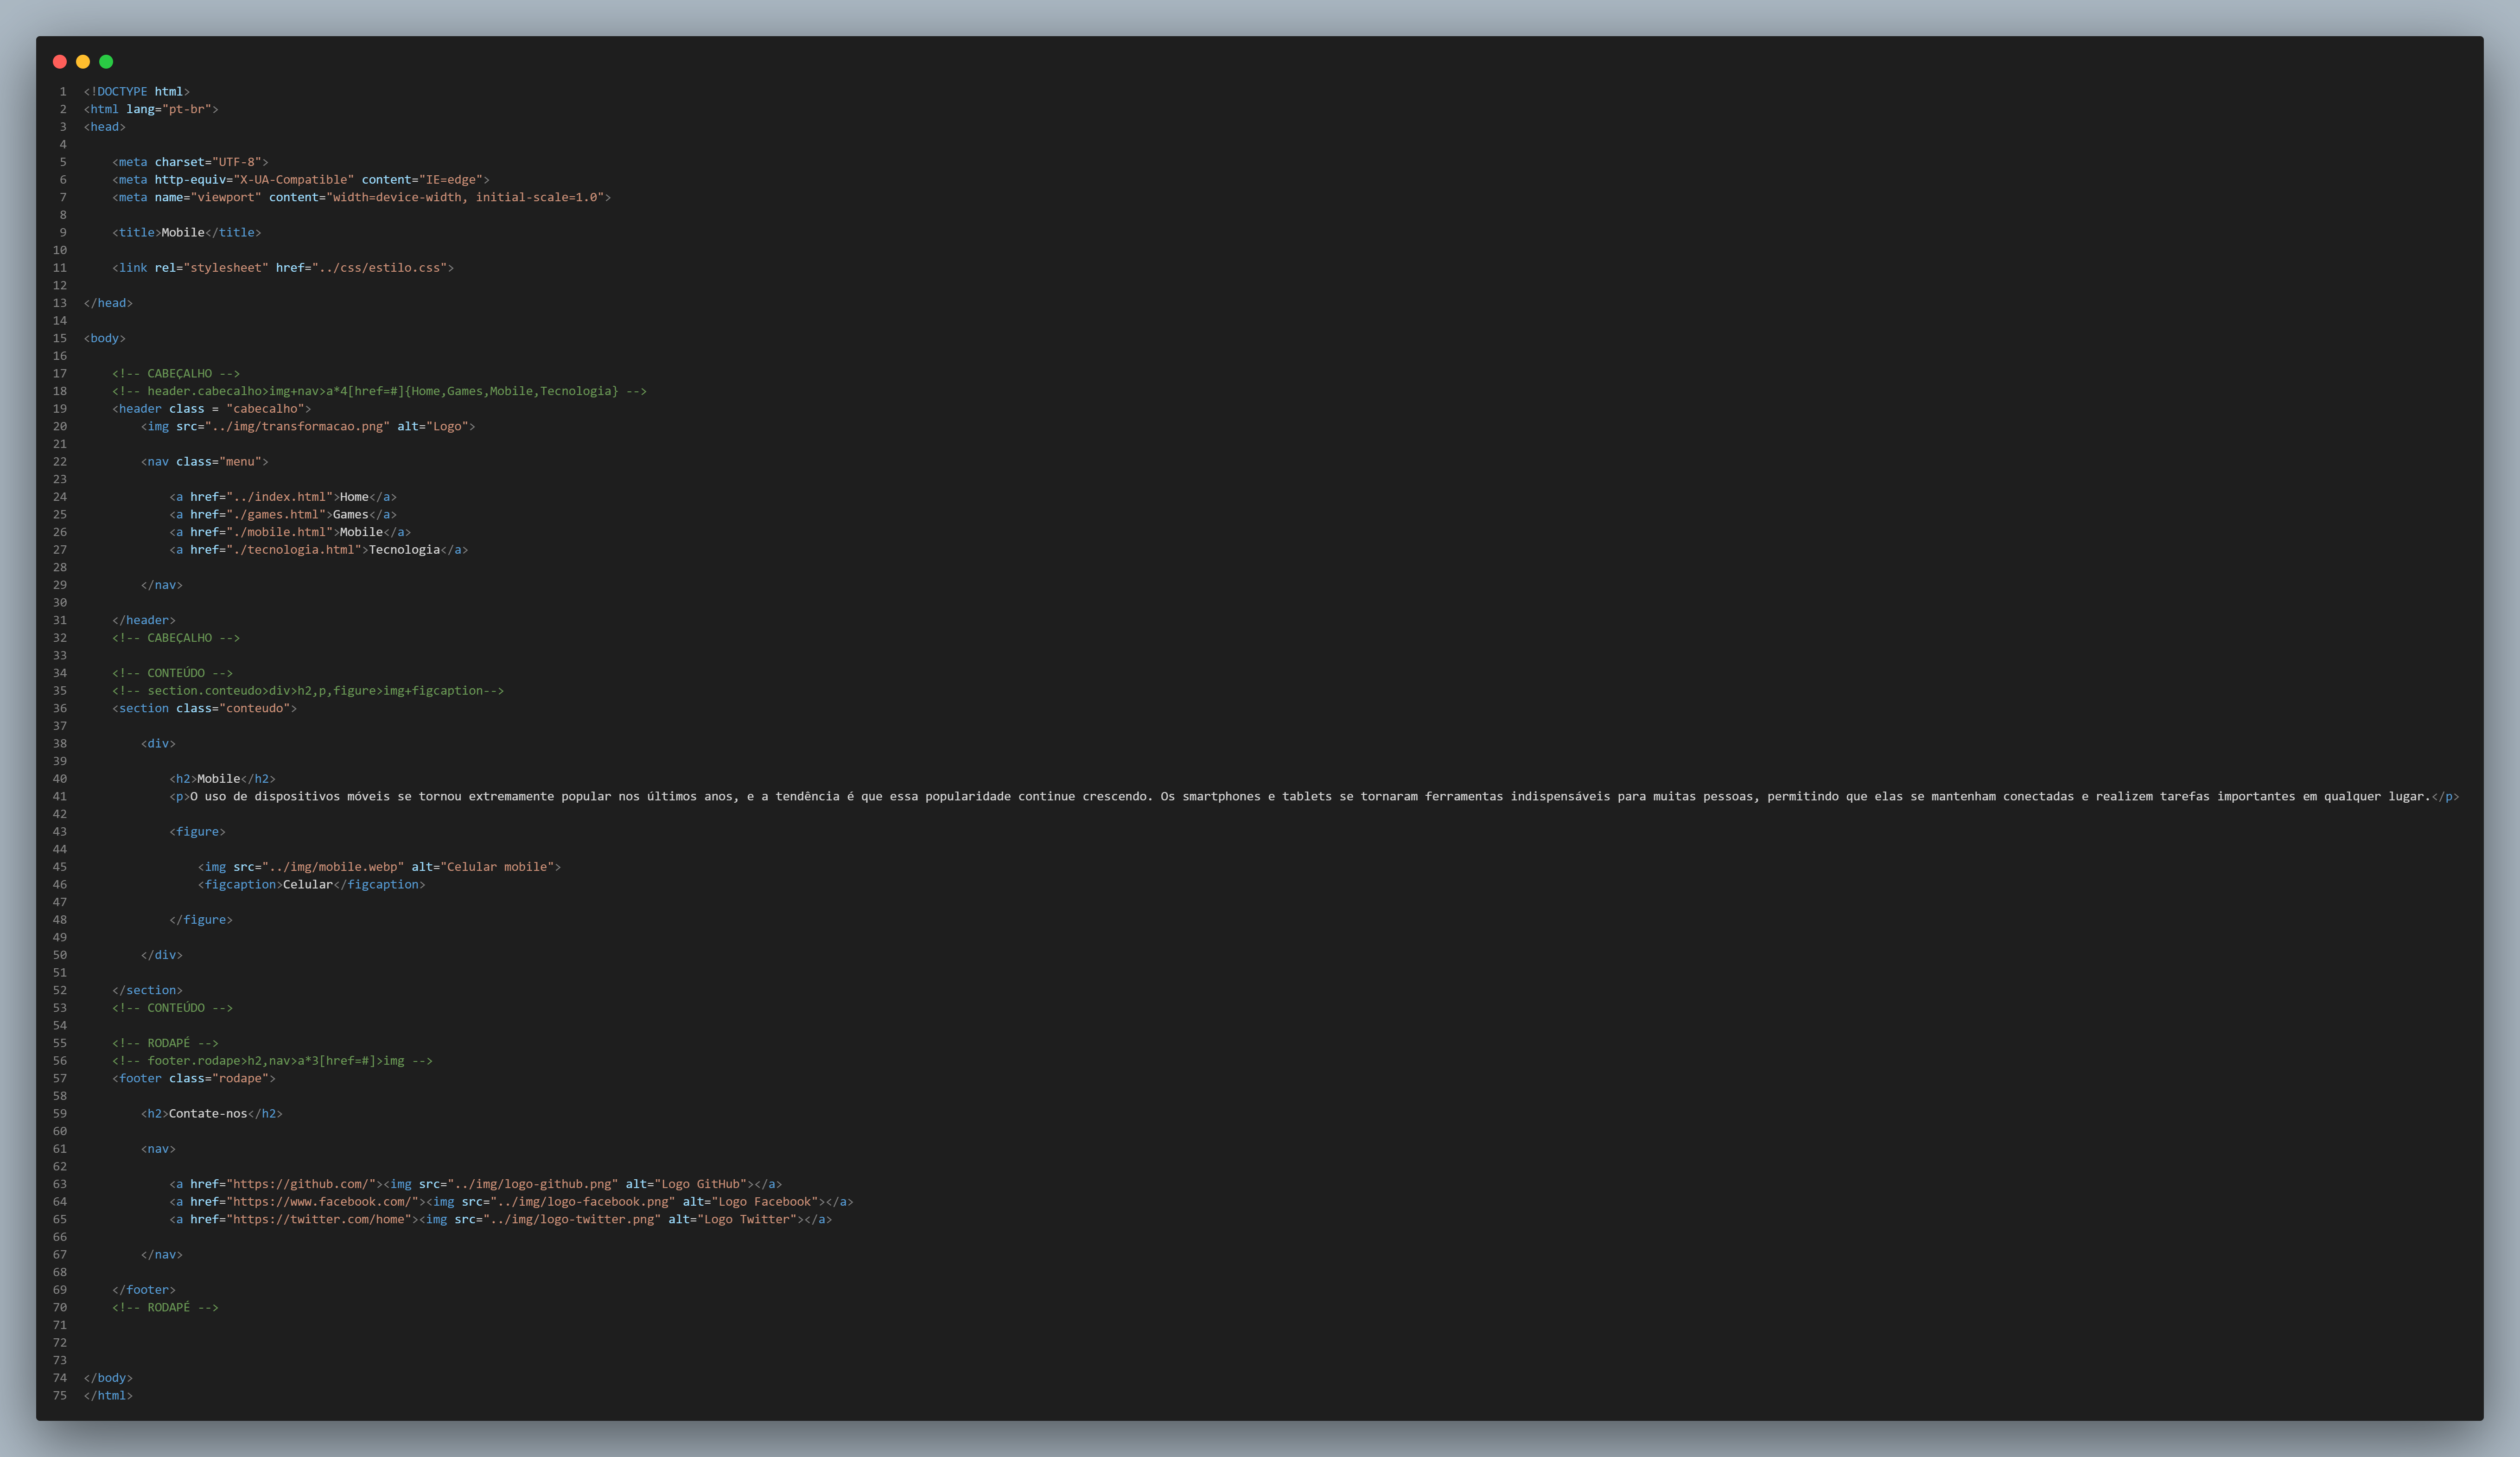 1 <!DOCTYPE html>
2 <html lang="pt-br">
3 <head>
4
5     <meta charset="UTF-8">
6     <meta http-equiv="X-UA-Compatible" content="IE=edge">
7     <meta name="viewport" content="width=device-width, initial-scale=1.0">
8
9     <title>Mobile</title>
10
11     <link rel="stylesheet" href="../css/estilo.css">
12
13 </head>
14
15 <body>
16
17     <!-- CABEÇALHO -->
18     <!-- header.cabecalho>img+nav>a*4[href=#]{Home,Games,Mobile,Tecnologia} -->
19     <header class = "cabecalho">
20         <img src="../img/transformacao.png" alt="Logo">
21
22         <nav class="menu">
23
24             <a href="../index.html">Home</a>
25             <a href="./games.html">Games</a>
26             <a href="./mobile.html">Mobile</a>
27             <a href="./tecnologia.html">Tecnologia</a>
28
29         </nav>
30
31     </header>
32     <!-- CABEÇALHO -->
33
34     <!-- CONTEÚDO -->
35     <!-- section.conteudo>div>h2,p,figure>img+figcaption-->
36     <section class="conteudo">
37
38         <div>
39
40             <h2>Mobile</h2>
41             <p>O uso de dispositivos móveis se tornou extremamente popular nos últimos anos, e a tendência é que essa popularidade continue crescendo. Os smartphones e tablets se tornaram ferramentas indispensáveis para muitas pessoas, permitindo que elas se mantenham conectadas e realizem tarefas importantes em qualquer lugar.</p>
42
43             <figure>
44
45                 <img src="../img/mobile.webp" alt="Celular mobile">
46                 <figcaption>Celular</figcaption>
47
48             </figure>
49
50         </div>
51
52     </section>
53     <!-- CONTEÚDO -->
54
55     <!-- RODAPÉ -->
56     <!-- footer.rodape>h2,nav>a*3[href=#]>img -->
57     <footer class="rodape">
58
59         <h2>Contate-nos</h2>
60
61         <nav>
62
63             <a href="https://github.com/"><img src="../img/logo-github.png" alt="Logo GitHub"></a>
64             <a href="https://www.facebook.com/"><img src="../img/logo-facebook.png" alt="Logo Facebook"></a>
65             <a href="https://twitter.com/home"><img src="../img/logo-twitter.png" alt="Logo Twitter"></a>
66
67         </nav>
68
69     </footer>
70     <!-- RODAPÉ -->
71
72
73
74 </body>
75 </html>